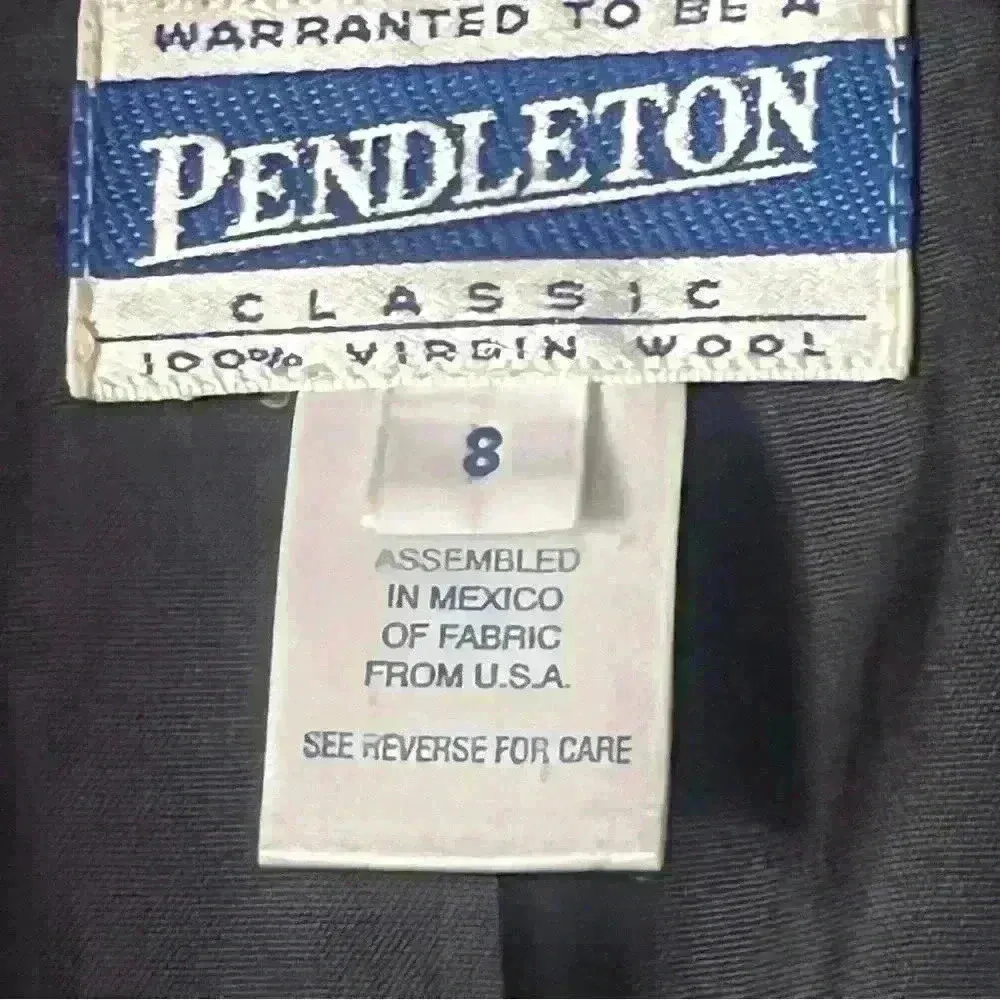 WARRANTED TO BE A
PENDLETON
CLASSIC
100% VIRGIN WOOL
8
ASSEMBLED
IN MEXICO
OF FABRIC
FROM U.S.A.
SEE REVERSE FOR CARE